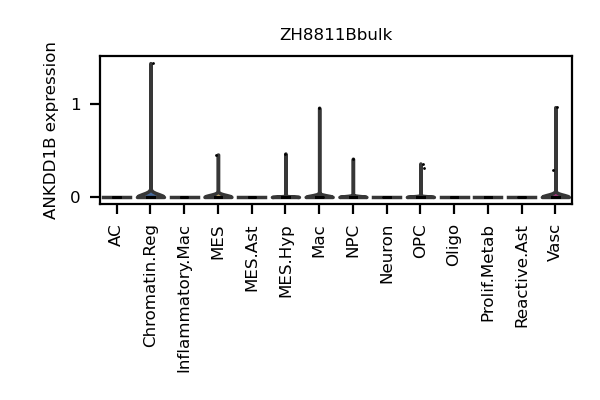 ZH8811Bbulk
ANKDD1B expression
1
0
AC
Chromatin.Reg
Inflammatory.Mac
MES
MES.Ast
MES.Hyp
Mac
NPC
Neuron
OPC
Oligo
Prolif.Metab
Reactive.Ast
Vasc